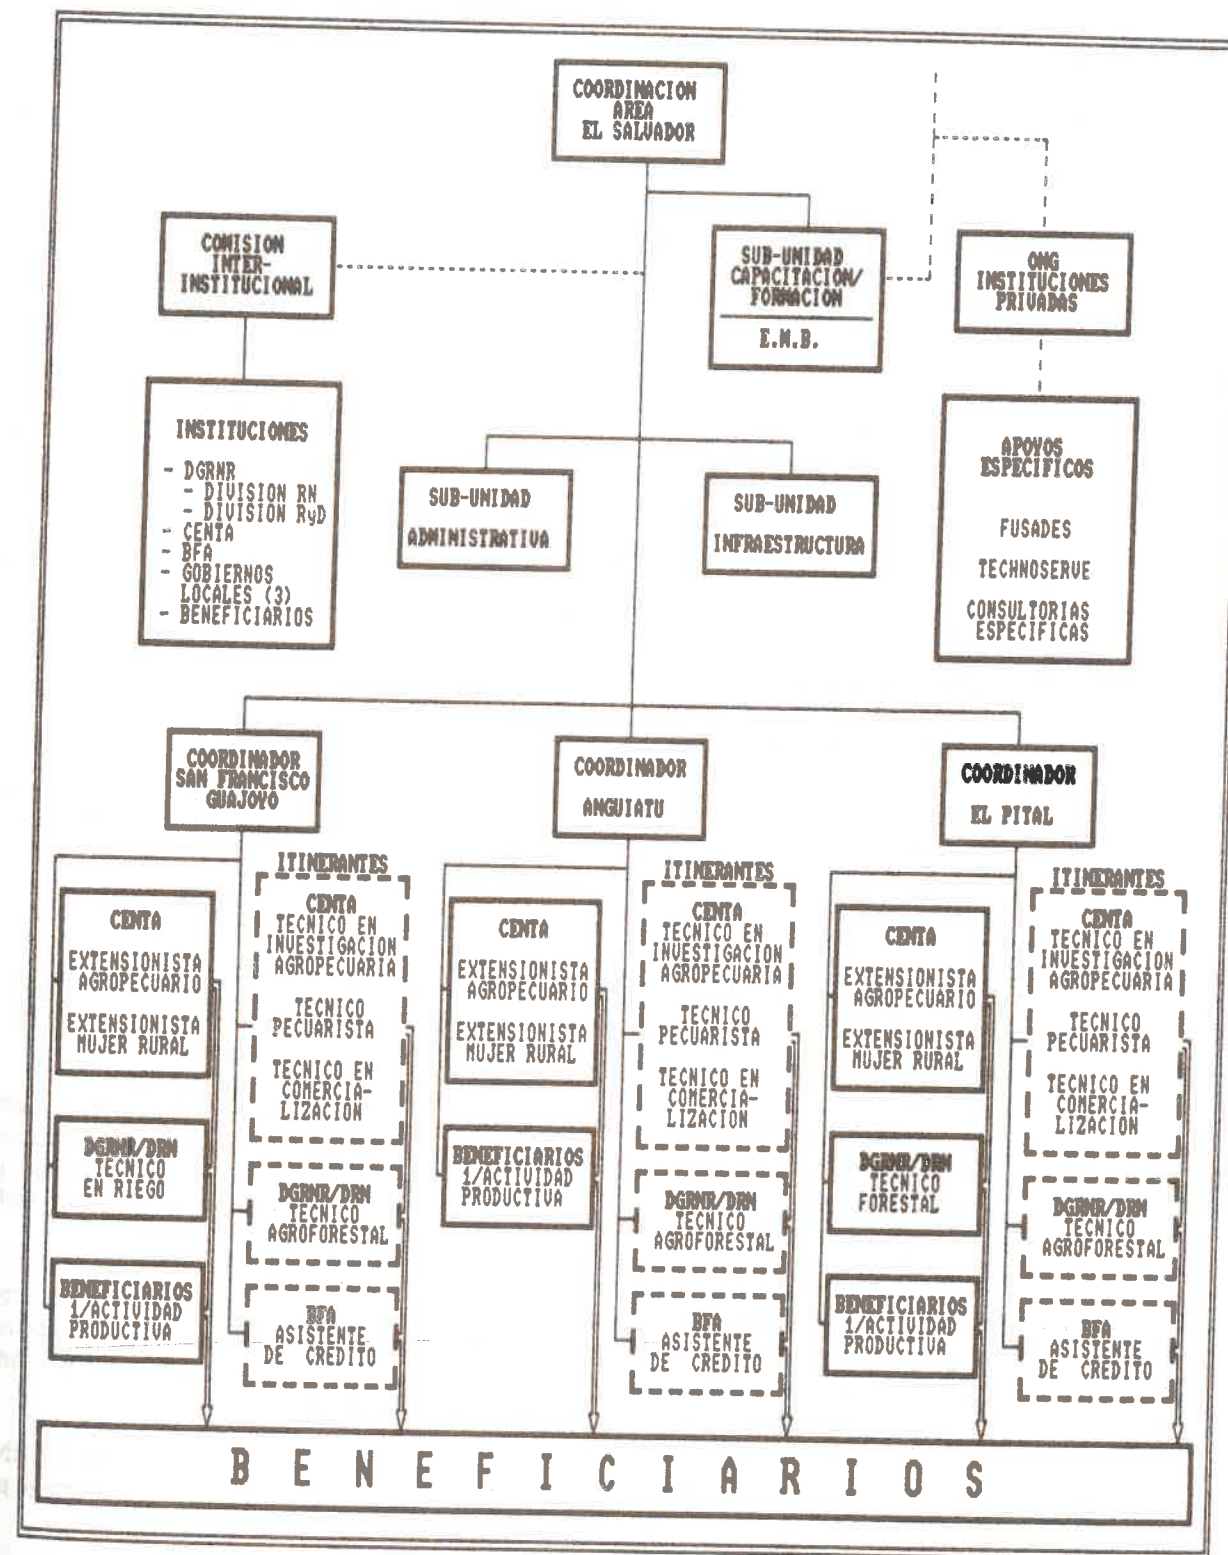 COORDINACION
AREA
EL SALVADOR
COMISION
INTER-
INSTITUCIONAL
SUB-UNIDAD
CAPACITACION/
FORMACION
E.M.B.
ONG
INSTITUCIONES
PRIVADAS
INSTITUCIONES
- DGRNR
- DIVISION RN
- DIVISION RyD
- CENTA
- BFA
- GOBIERNOS
LOCALES (3)
- BENEFICIARIOS
SUB-UNIDAD
ADMINISTRATIVA
SUB-UNIDAD
INFRAESTRUCTURA
APOYOS
ESPECIFICOS
FUSADES
TECHNOSERVE
CONSULTORIAS
ESPECIFICAS
COORDINADOR
SAN FRANCISCO
GUAJOYO
COORDINADOR
ANGUIATU
COORDINADOR
EL PITAL
CENTA
EXTENSIONISTA
AGROPECUARIO
EXTENSIONISTA
MUJER RURAL
DGRNR/DRN
TECNICO
EN RIEGO
BENEFICIARIOS
1/ACTIVIDAD
PRODUCTIVA
ITINERANTES
CENTA
TECNICO EN
INVESTIGACION
AGROPECUARIA
TECNICO
PECUARISTA
TECNICO EN
COMERCIA-
LIZACION
DGRNR/DRN
TECNICO
AGROFORESTAL
BFA
ASISTENTE
DE CREDITO
CENTA
EXTENSIONISTA
AGROPECUARIO
EXTENSIONISTA
MUJER RURAL
BENEFICIARIOS
1/ACTIVIDAD
PRODUCTIVA
ITINERANTES
CENTA
TECNICO EN
INVESTIGACION
AGROPECUARIA
TECNICO
PECUARISTA
TECNICO EN
COMERCIA-
LIZACION
DGRNR/DRN
TECNICO
AGROFORESTAL
BFA
ASISTENTE
DE CREDITO
CENTA
EXTENSIONISTA
AGROPECUARIO
EXTENSIONISTA
MUJER RURAL
DGRNR/DRN
TECNICO
FORESTAL
BENEFICIARIOS
1/ACTIVIDAD
PRODUCTIVA
ITINERANTES
CENTA
TECNICO EN
INVESTIGACION
AGROPECUARIA
TECNICO
PECUARISTA
TECNICO EN
COMERCIA-
LIZACION
DGRNR/DRN
TECNICO
AGROFORESTAL
BFA
ASISTENTE
DE CREDITO
BENEFICIARIOS